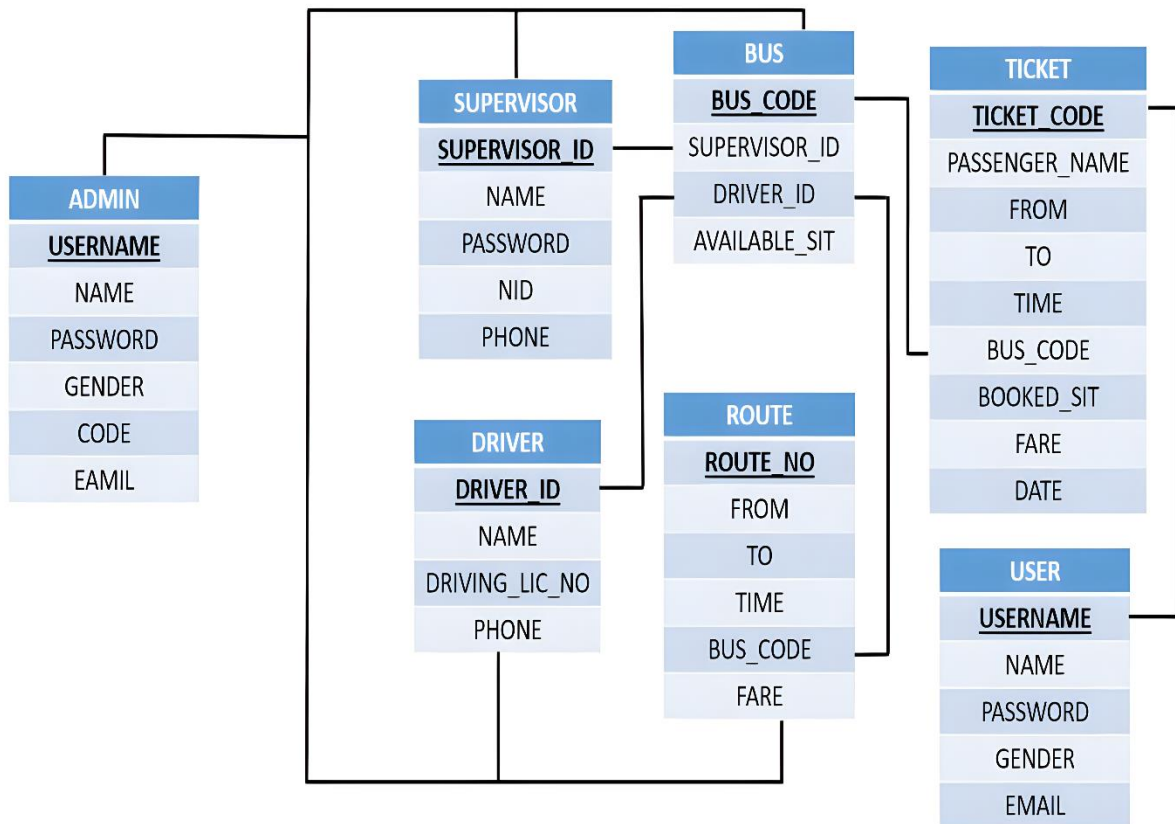 ADMIN
USERNAME
NAME
PASSWORD
GENDER
CODE
EAMIL
SUPERVISOR
SUPERVISOR_ID
NAME
PASSWORD
NID
PHONE
BUS
BUS_CODE
SUPERVISOR_ID
DRIVER_ID
AVAILABLE_SIT
TICKET
TICKET_CODE
PASSENGER_NAME
FROM
TO
TIME
BUS_CODE
BOOKED_SIT
FARE
DATE
DRIVER
DRIVER_ID
NAME
DRIVING_LIC_NO
PHONE
ROUTE
ROUTE_NO
FROM
TO
TIME
BUS_CODE
FARE
USER
USERNAME
NAME
PASSWORD
GENDER
EMAIL